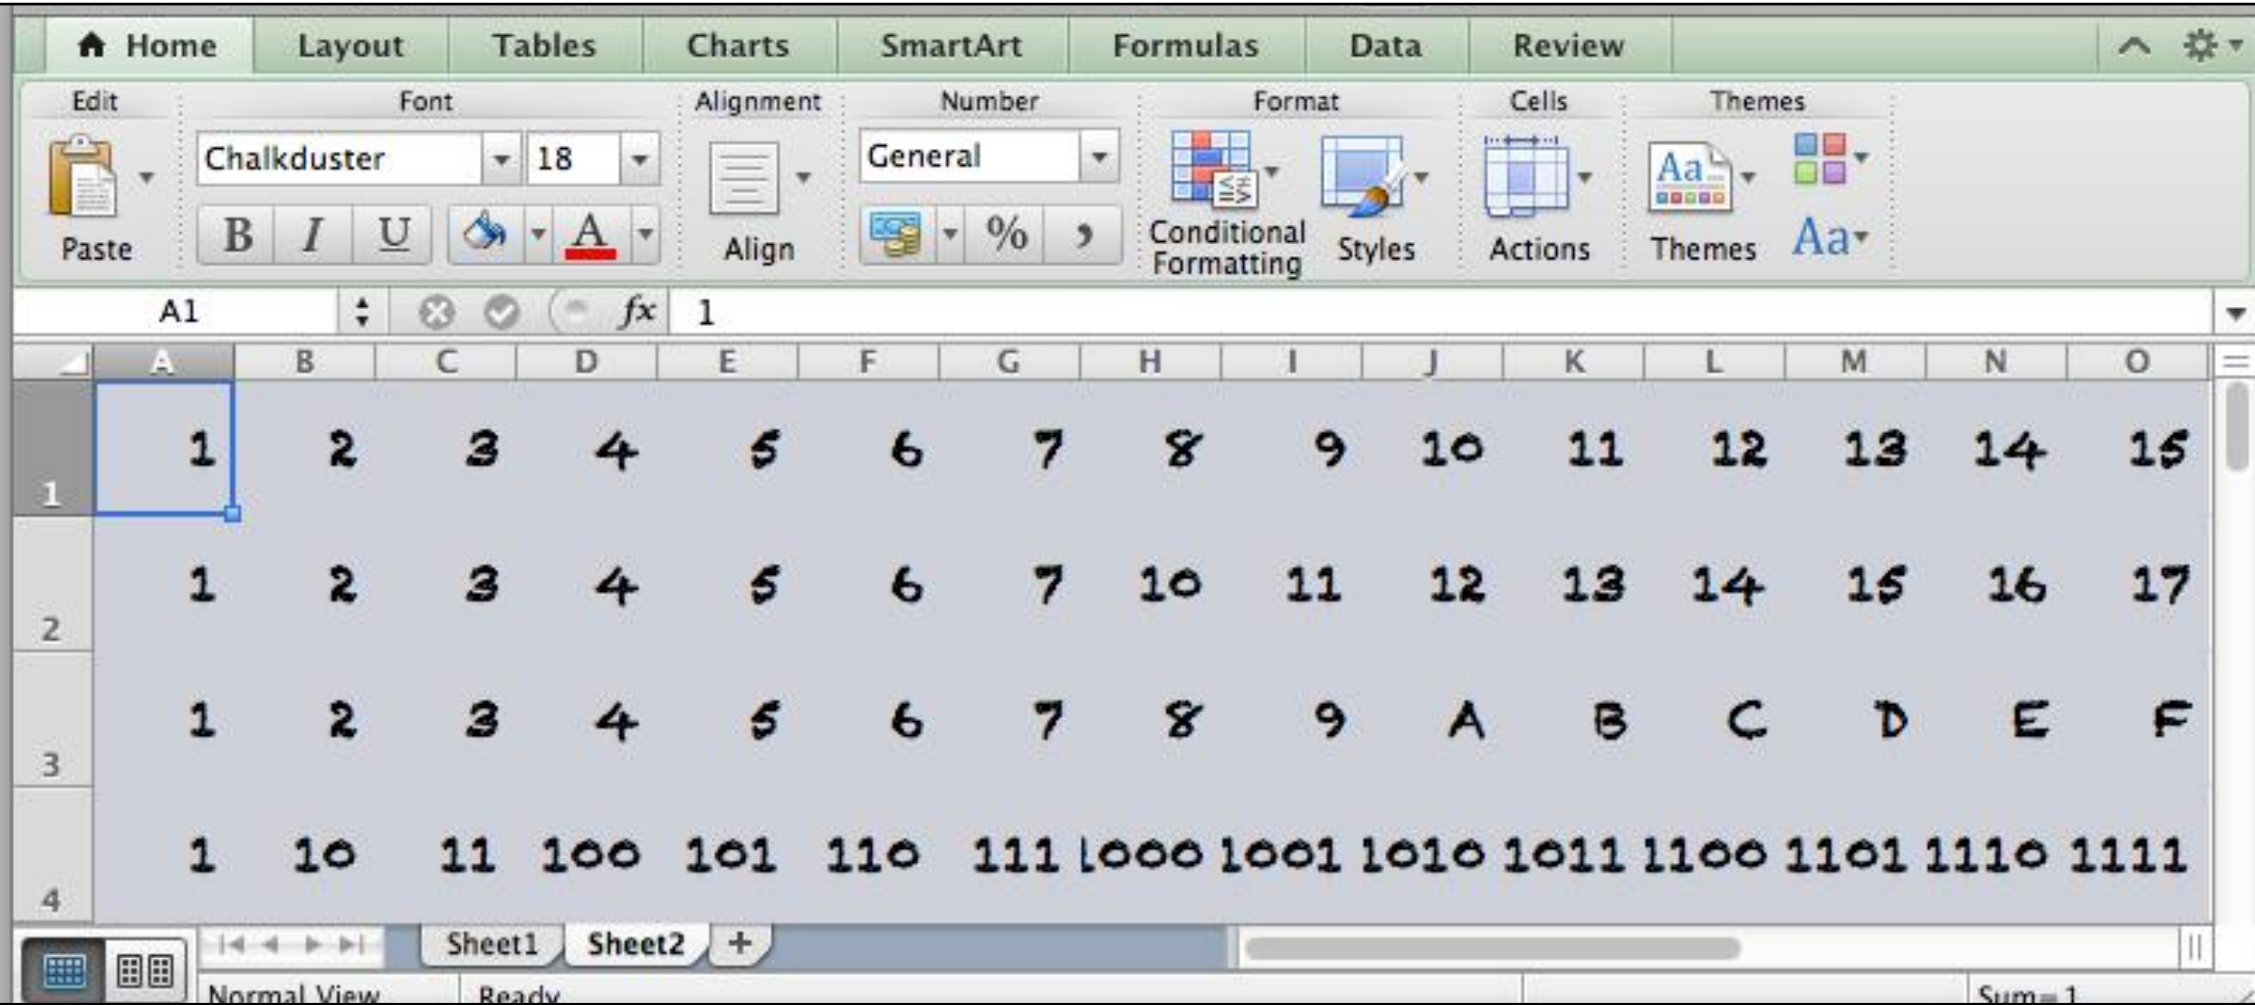 Home Layout Tables Charts SmartArt Formulas Data Review
Edit Font Alignment Number Format Cells Themes
Chalkduster 18 General
Paste B I U A Align % , Conditional Formatting Styles Actions Aa Themes Aa
A1 fx 1
A B C D E F G H I J K L M N O
1 1 2 3 4 5 6 7 8 9 10 11 12 13 14 15
2 1 2 3 4 5 6 7 10 11 12 13 14 15 16 17
3 1 2 3 4 5 6 7 8 9 A B C D E F
4 1 10 11 100 101 110 111 1000 1001 1010 1011 1100 1101 1110 1111
Sheet1 Sheet2 +
Normal View Ready Sum=1